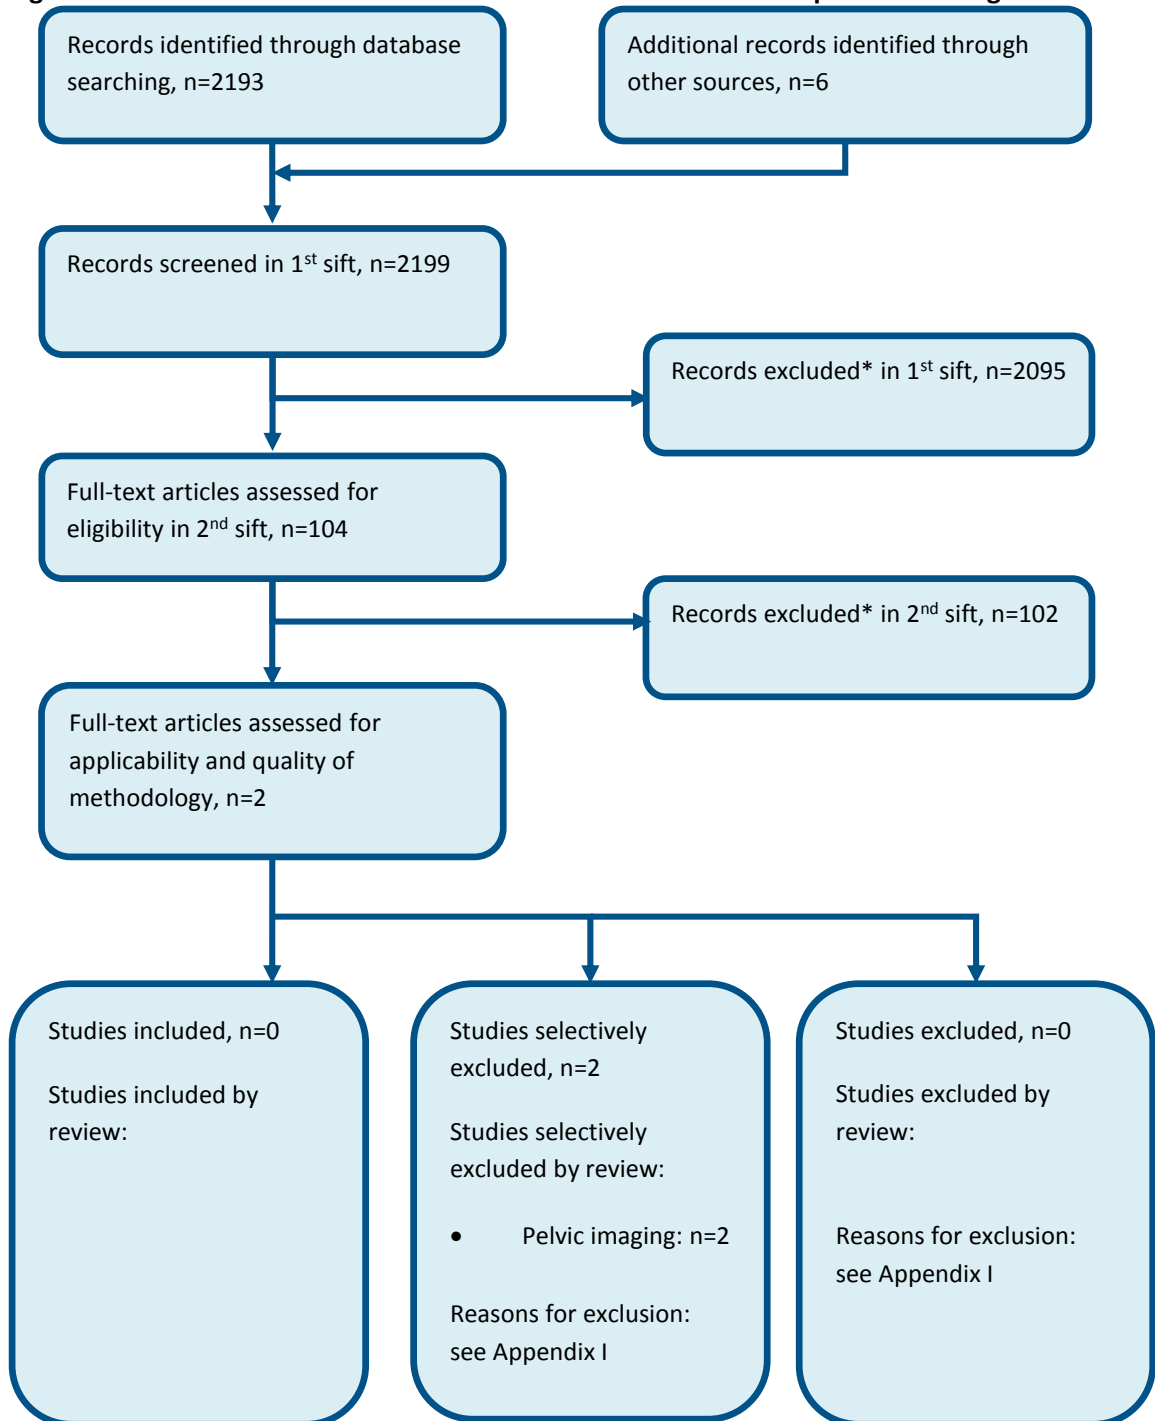 Records identified through database
searching, n=2193
Additional records identified through
other sources, n=6
Records screened in 1st sift, n=2199
Records excluded* in 1st sift, n=2095
Full-text articles assessed for
eligibility in 2nd sift, n=104
Records excluded* in 2nd sift, n=102
Full-text articles assessed for
applicability and quality of
methodology, n=2
Studies included, n=0
Studies included by
review:
Studies selectively
excluded, n=2
Studies selectively
excluded by review:
• Pelvic imaging: n=2
Reasons for exclusion:
see Appendix I
Studies excluded, n=0
Studies excluded by
review:
Reasons for exclusion:
see Appendix I